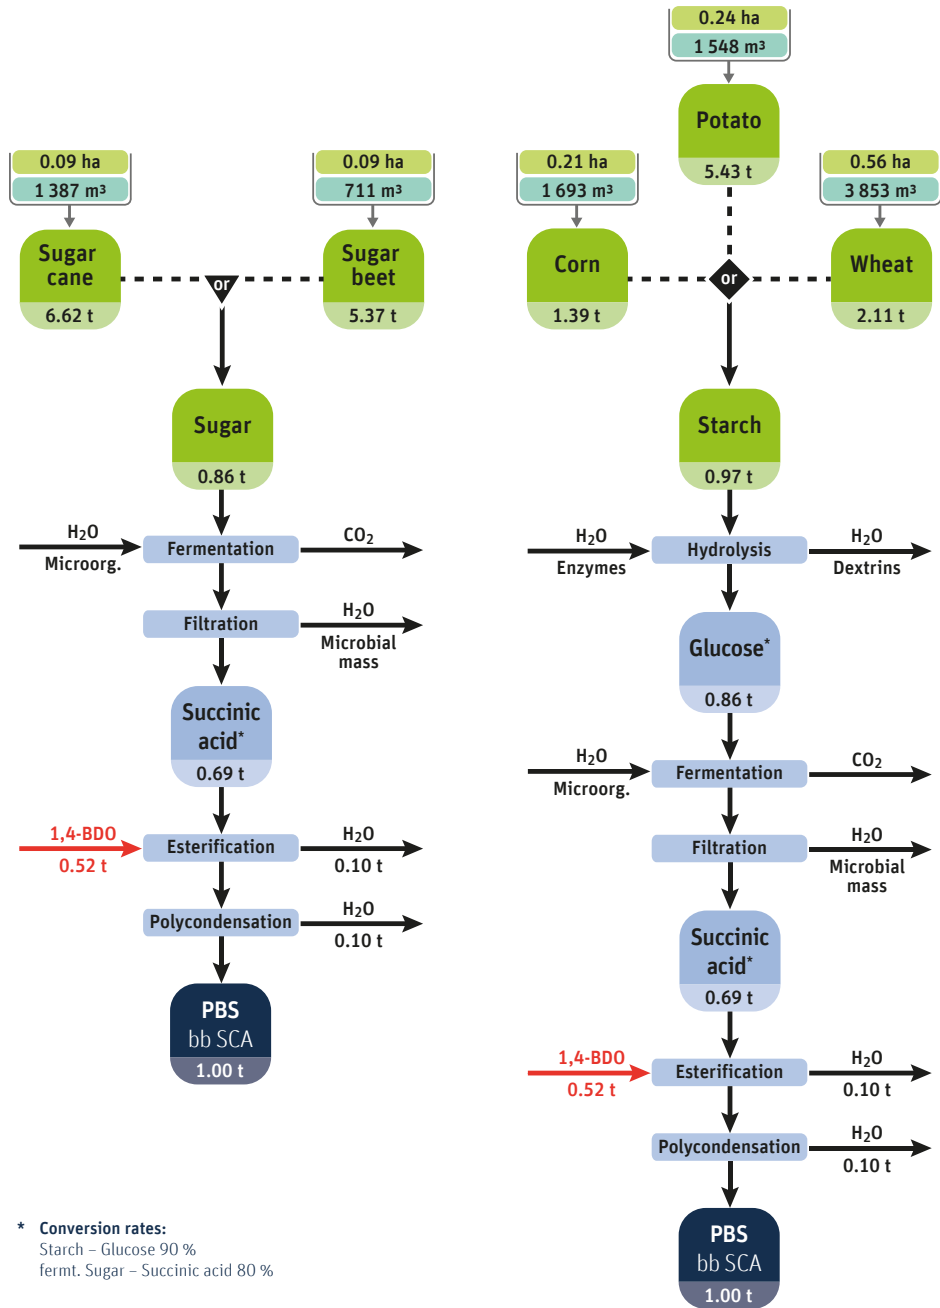 0.09 ha
1 387 m³
Sugar
cane
6.62 t
or
0.09 ha
711 m³
Sugar
beet
5.37 t
Sugar
0.86 t
H₂O
Microorg.
Fermentation
CO₂
Filtration
H₂O
Microbial
mass
Succinic
acid*
0.69 t
1,4-BDO
0.52 t
Esterification
H₂O
0.10 t
Polycondensation
H₂O
0.10 t
PBS
bb SCA
1.00 t
0.24 ha
1 548 m³
Potato
5.43 t
0.21 ha
1 693 m³
Corn
1.39 t
or
0.56 ha
3 853 m³
Wheat
2.11 t
Starch
0.97 t
H₂O
Enzymes
Hydrolysis
H₂O
Dextrins
Glucose*
0.86 t
H₂O
Microorg.
Fermentation
CO₂
Filtration
H₂O
Microbial
mass
Succinic
acid*
0.69 t
1,4-BDO
0.52 t
Esterification
H₂O
0.10 t
Polycondensation
H₂O
0.10 t
PBS
bb SCA
1.00 t
* Conversion rates:
Starch – Glucose 90 %
fermt. Sugar – Succinic acid 80 %